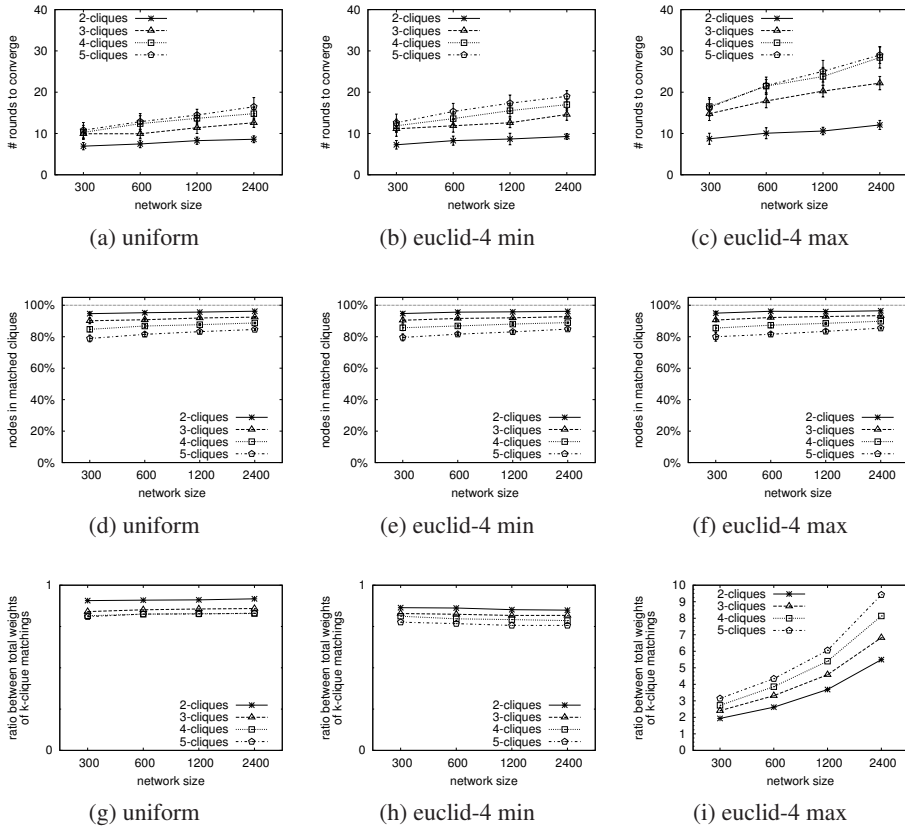 # rounds to converge
40
30
20
10
0
2-cliques
3-cliques
4-cliques
5-cliques
300 600 1200 2400
network size
(a) uniform
# rounds to converge
40
30
20
10
0
2-cliques
3-cliques
4-cliques
5-cliques
300 600 1200 2400
network size
(b) euclid-4 min
# rounds to converge
40
30
20
10
0
2-cliques
3-cliques
4-cliques
5-cliques
300 600 1200 2400
network size
(c) euclid-4 max
nodes in matched cliques
100%
80%
60%
40%
20%
0%
2-cliques
3-cliques
4-cliques
5-cliques
300 600 1200 2400
network size
(d) uniform
nodes in matched cliques
100%
80%
60%
40%
20%
0%
2-cliques
3-cliques
4-cliques
5-cliques
300 600 1200 2400
network size
(e) euclid-4 min
nodes in matched cliques
100%
80%
60%
40%
20%
0%
2-cliques
3-cliques
4-cliques
5-cliques
300 600 1200 2400
network size
(f) euclid-4 max
ratio between total weights
of k-clique matchings
1
0
2-cliques
3-cliques
4-cliques
5-cliques
300 600 1200 2400
network size
(g) uniform
ratio between total weights
of k-clique matchings
1
0
2-cliques
3-cliques
4-cliques
5-cliques
300 600 1200 2400
network size
(h) euclid-4 min
ratio between total weights
of k-clique matchings
10
9
8
7
6
5
4
3
2
1
0
2-cliques
3-cliques
4-cliques
5-cliques
300 600 1200 2400
network size
(i) euclid-4 max